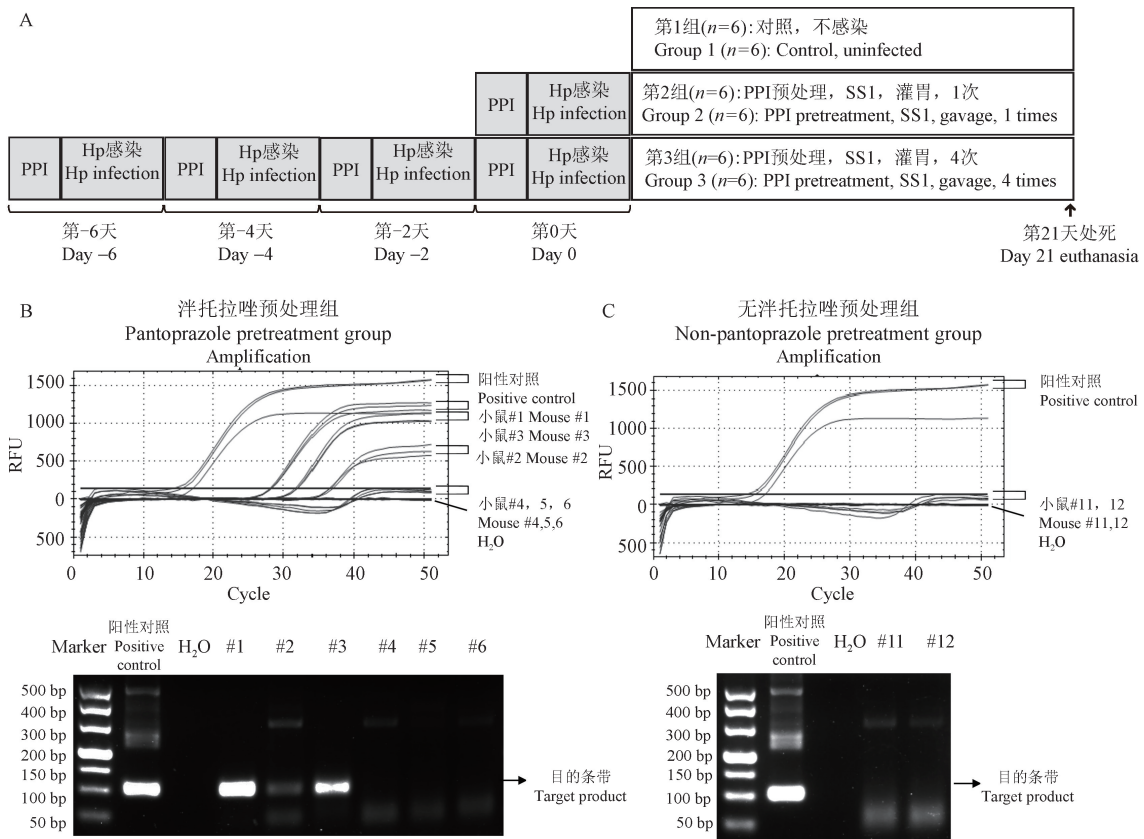 A
第1组(n=6):对照，不感染
Group 1 (n=6): Control, uninfected
PPI
Hp感染
Hp infection
第2组(n=6):PPI预处理，SS1，灌胃，1次
Group 2 (n=6): PPI pretreatment, SS1, gavage, 1 times
PPI
Hp感染
Hp infection
PPI
Hp感染
Hp infection
PPI
Hp感染
Hp infection
PPI
Hp感染
Hp infection
第3组(n=6):PPI预处理，SS1，灌胃，4次
Group 3 (n=6): PPI pretreatment, SS1, gavage, 4 times
第−6天
Day −6
第−4天
Day −4
第−2天
Day −2
第0天
Day 0
第21天处死
Day 21 euthanasia
B
泮托拉唑预处理组
Pantoprazole pretreatment group
Amplification
1500
1000
500
0
500
RFU
0 10 20 30 40 50
Cycle
阳性对照
Positive control
小鼠#1 Mouse #1
小鼠#3 Mouse #3
小鼠#2 Mouse #2
小鼠#4，5，6
Mouse #4,5,6
H₂O
C
无泮托拉唑预处理组
Non-pantoprazole pretreatment group
Amplification
1500
1000
500
0
500
RFU
0 10 20 30 40 50
Cycle
阳性对照
Positive control
小鼠#11，12
Mouse #11,12
H₂O
Marker
阳性对照
Positive
control
H₂O #1 #2 #3 #4 #5 #6
500 bp
400 bp
300 bp
200 bp
150 bp
100 bp
50 bp
目的条带
Target product
Marker
阳性对照
Positive
control
H₂O #11 #12
500 bp
400 bp
300 bp
200 bp
150 bp
100 bp
50 bp
目的条带
Target product